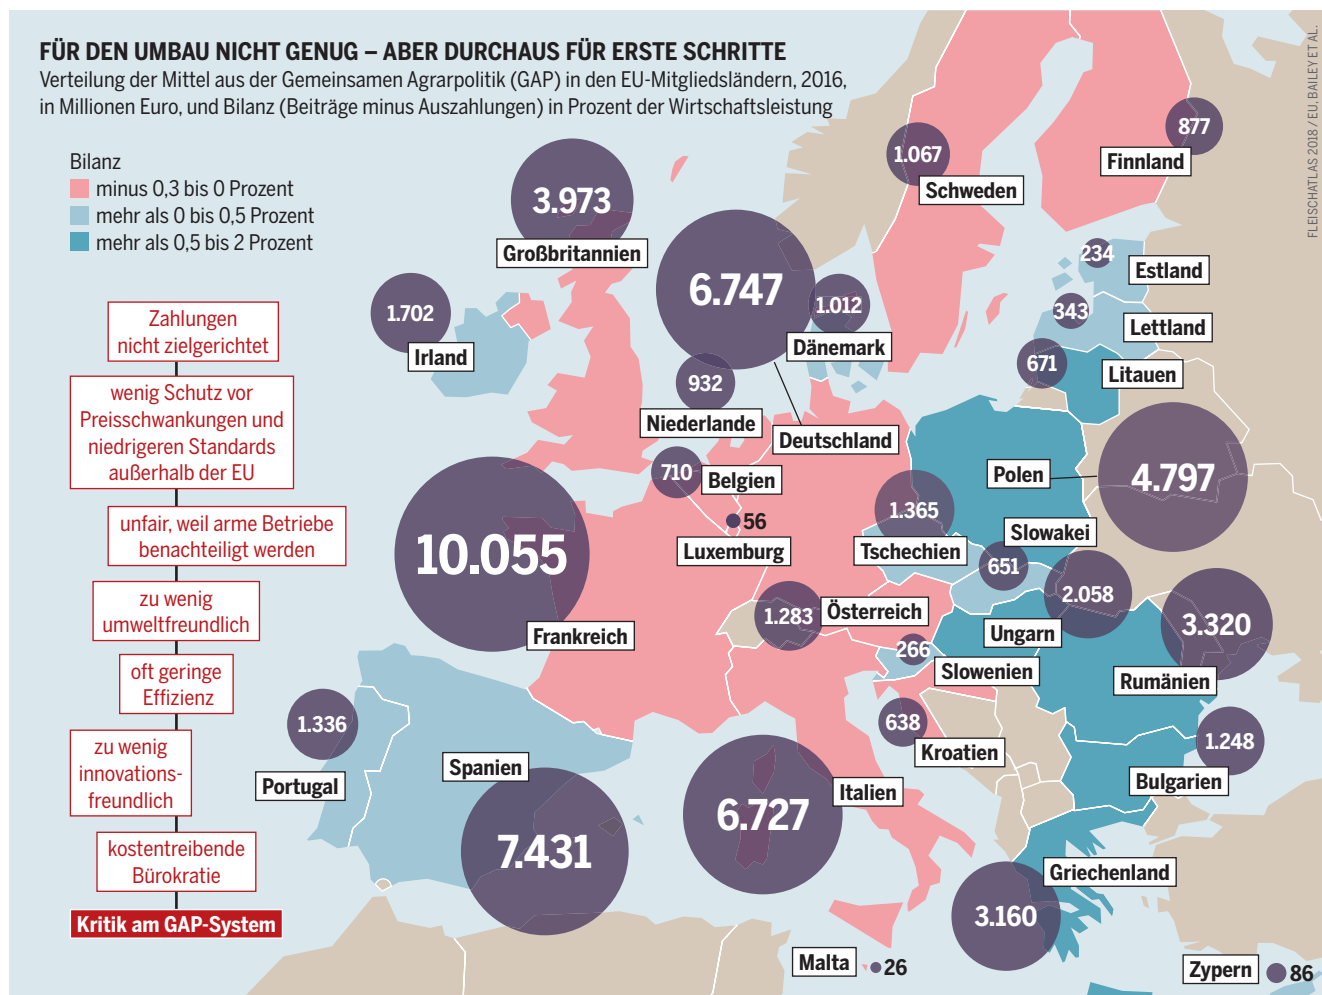 FÜR DEN UMBAU NICHT GENUG – ABER DURCHAUS FÜR ERSTE SCHRITTE
Verteilung der Mittel aus der Gemeinsamen Agrarpolitik (GAP) in den EU-Mitgliedsländern, 2016,
in Millionen Euro, und Bilanz (Beiträge minus Auszahlungen) in Prozent der Wirtschaftsleistung
Bilanz
minus 0,3 bis 0 Prozent
mehr als 0 bis 0,5 Prozent
mehr als 0,5 bis 2 Prozent
Zahlungen
nicht zielgerichtet
wenig Schutz vor
Preisschwankungen und
niedrigeren Standards
außerhalb der EU
unfair, weil arme Betriebe
benachteiligt werden
zu wenig
umweltfreundlich
oft geringe
Effizienz
zu wenig
innovations-
freundlich
kostentreibende
Bürokratie
Kritik am GAP-System
877
Finnland
1.067
Schweden
3.973
Großbritannien
234
Estland
6.747
Deutschland
1.012
Dänemark
1.702
Irland
343
Lettland
671
Litauen
932
Niederlande
710
Belgien
4.797
Polen
56
Luxemburg
1.365
Tschechien
Slowakei
651
10.055
Frankreich
1.283
Österreich
2.058
Ungarn
3.320
Rumänien
266
Slowenien
638
Kroatien
1.336
Portugal
Spanien
7.431
6.727
Italien
1.248
Bulgarien
Griechenland
3.160
Malta
26
Zypern
86
FLEISCHATLAS 2018 / EU, BAILEY ET AL.